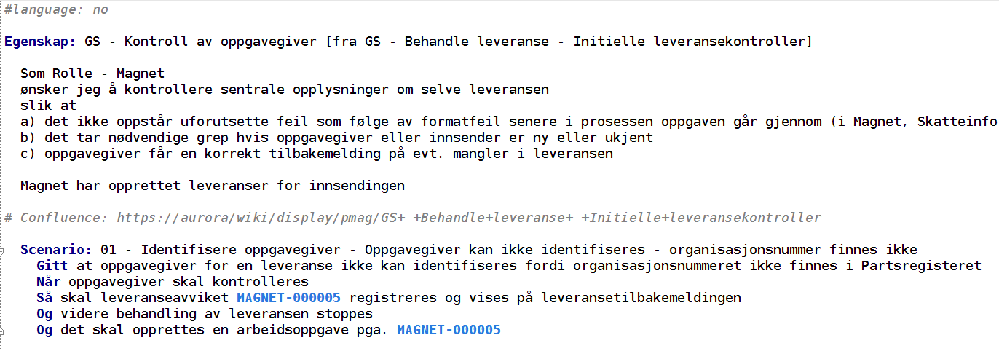 #language: no
Egenskap: GS - Kontroll av oppgavegiver [fra GS - Behandle leveranse - Initielle leveransekontroller]
Som Rolle - Magnet
ønsker jeg å kontrollere sentrale opplysninger om selve leveransen
slik at
a) det ikke oppstår uforutsette feil som følge av formatfeil senere i prosessen oppgaven går gjennom (i Magnet, Skatteinfo
b) det tar nødvendige grep hvis oppgavegiver eller innsender er ny eller ukjent
c) oppgavegiver får en korrekt tilbakemelding på evt. mangler i leveransen
Magnet har opprettet leveranser for innsendingen
# Confluence: https://aurora/wiki/display/pmag/GS+-+Behandle+leveranse+-+Initielle+leveransekontroller
Scenario: 01 - Identifisere oppgavegiver - Oppgavegiver kan ikke identifiseres - organisasjonsnummer finnes ikke
Gitt at oppgavegiver for en leveranse ikke kan identifiseres fordi organisasjonsnummeret ikke finnes i Partsregisteret
Når oppgavegiver skal kontrolleres
Så skal leveranseavviket MAGNET-000005 registreres og vises på leveransetilbakemeldingen
Og videre behandling av leveransen stoppes
Og det skal opprettes en arbeidsoppgave pga. MAGNET-000005